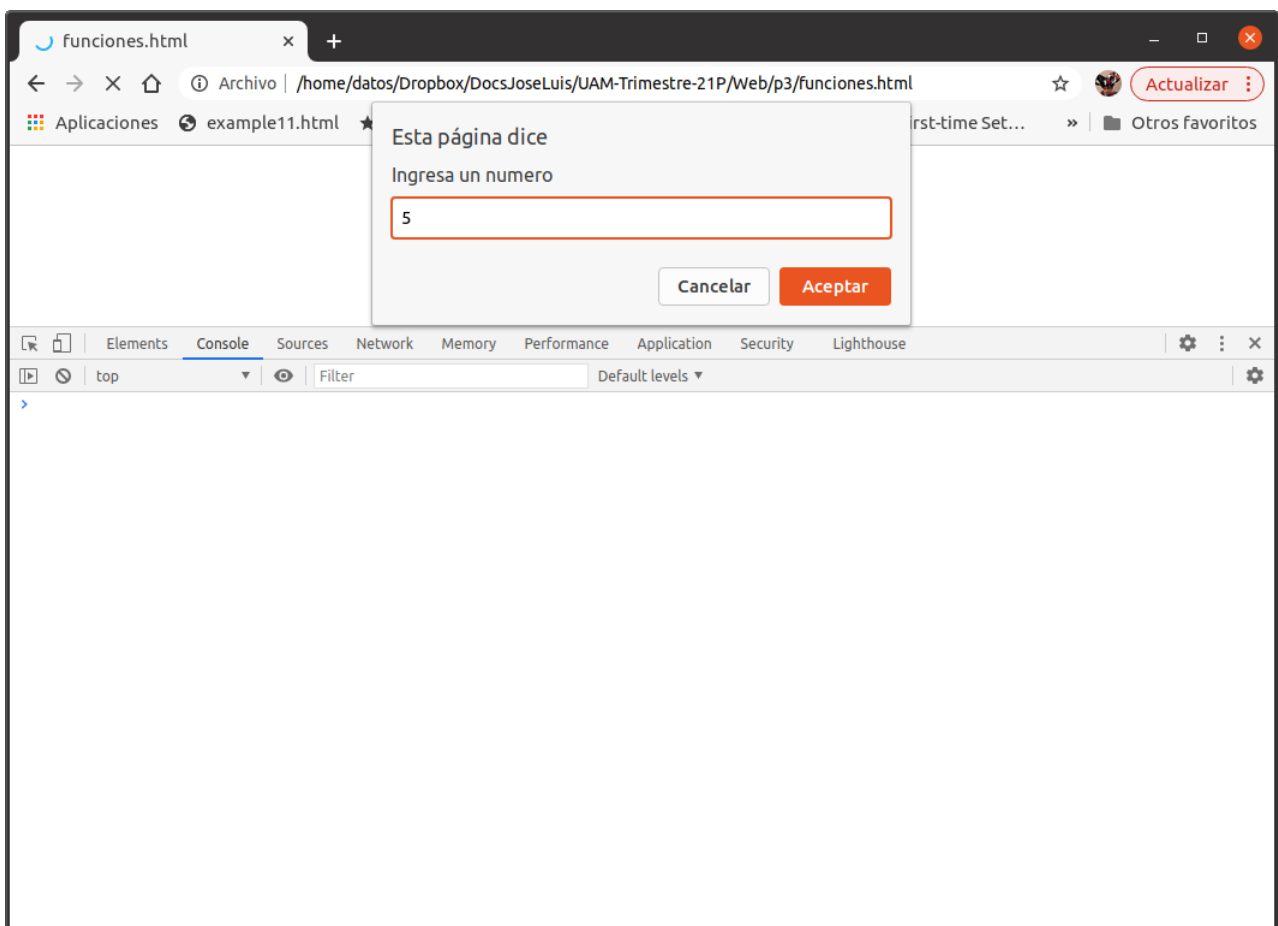 funciones.html
Archivo | /home/datos/Dropbox/DocsJoseLuis/UAM-Trimestre-21P/Web/p3/funciones.html
Actualizar
Aplicaciones example11.html irst-time Set... » Otros favoritos
Esta página dice
Ingresa un numero
5
Cancelar Aceptar
Elements Console Sources Network Memory Performance Application Security Lighthouse
top Filter Default levels